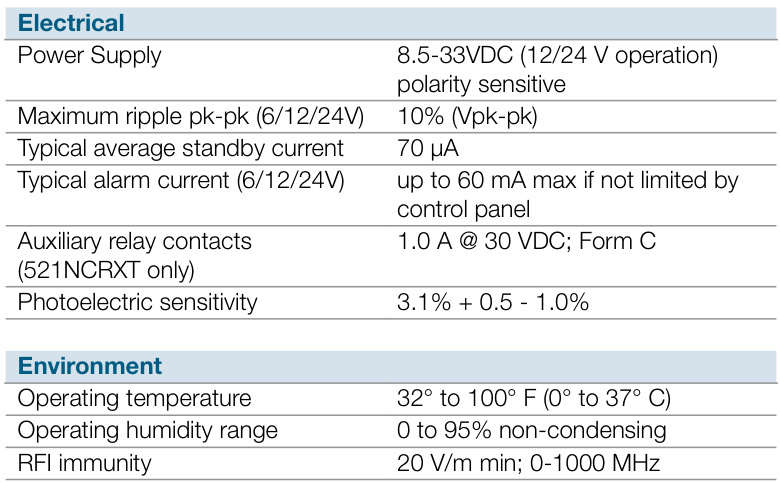 Electrical
Power Supply 8.5-33VDC (12/24 V operation)
polarity sensitive
Maximum ripple pk-pk (6/12/24V) 10% (Vpk-pk)
Typical average standby current 70 µA
Typical alarm current (6/12/24V) up to 60 mA max if not limited by
control panel
Auxiliary relay contacts 1.0 A @ 30 VDC; Form C
(521NCRXT only)
Photoelectric sensitivity 3.1% + 0.5 - 1.0%
Environment
Operating temperature 32° to 100° F (0° to 37° C)
Operating humidity range 0 to 95% non-condensing
RFI immunity 20 V/m min; 0-1000 MHz